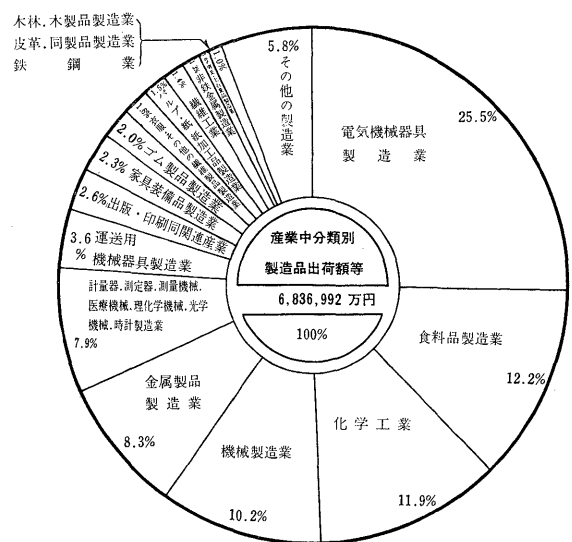 木林.木製品製造業
皮革.同製品製造業
鉄鋼業
5.8%
その他の製造業
電気機械器具
製造業
25.5%
食料品製造業
12.2%
化学工業
11.9%
機械製造業
10.2%
金属製品
製造業
8.3%
計量器.測定器.測量機械.
医療機械.理化学機械.光学
機械.時計製造業
7.9%
3.6%
運送用
機械器具製造業
2.6%出版・印刷同関連産業
2.3%家具装備品製造業
2.0%ゴム製品製造業
産業中分類別
製造品出荷額等
6,836,992万円
100%